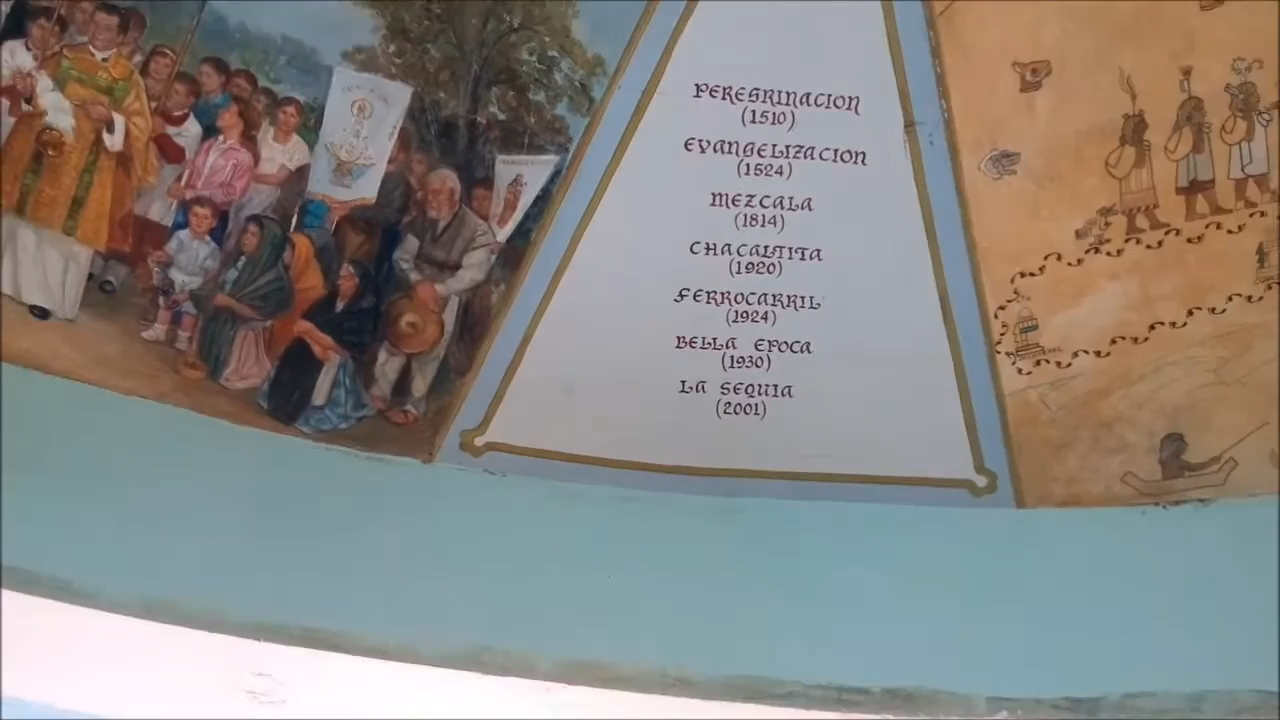 PEREGRINACION
(1510)
EVANGELIZACION
(1524)
MEZCALA
(1814)
CHACALTITA
(1920)
FERROCARRIL
(1924)
BELLA EPOCA
(1930)
LA SEQUIA
(2001)